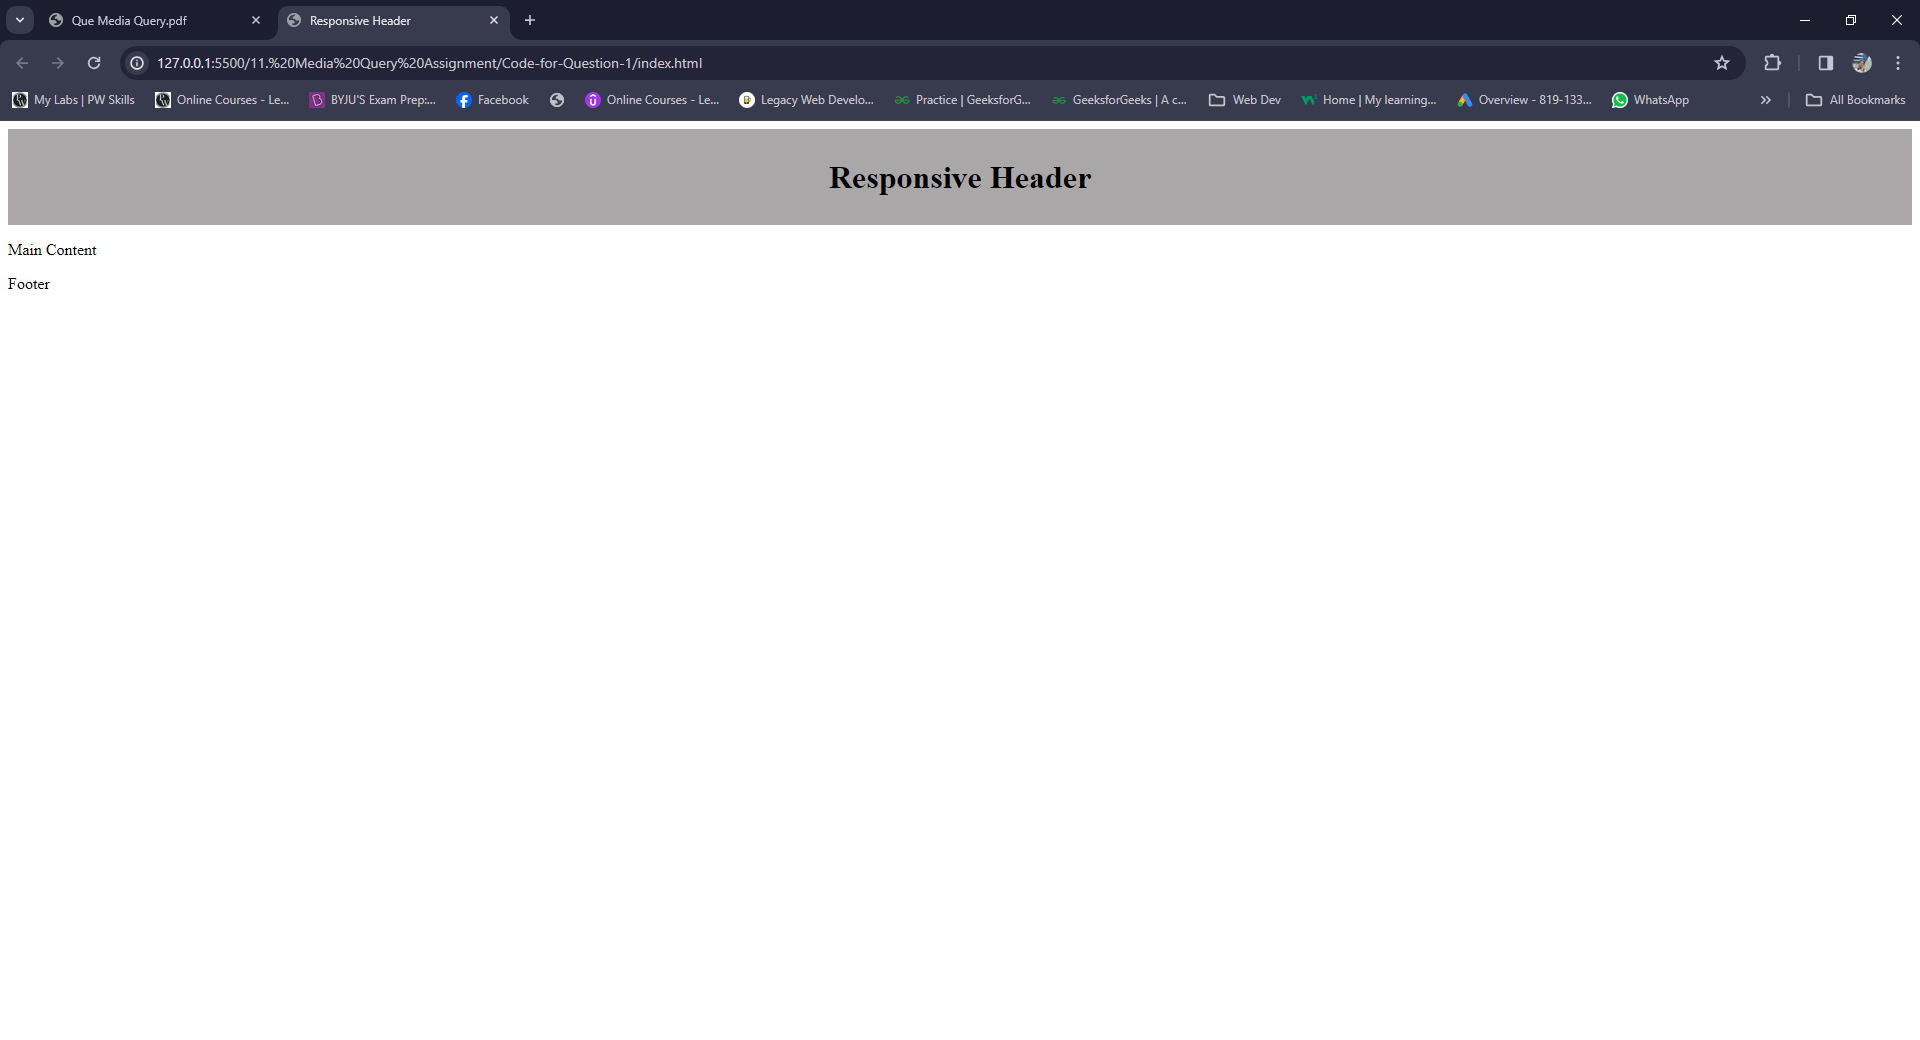 Que Media Query.pdf
Responsive Header
127.0.0.1:5500/11.%20Media%20Query%20Assignment/Code-for-Question-1/index.html
My Labs | PW Skills
Online Courses - Le...
BYJU'S Exam Prep:...
Facebook
Online Courses - Le...
Legacy Web Develo...
Practice | GeeksforG...
GeeksforGeeks | A c...
Web Dev
Home | My learning...
Overview - 819-133...
WhatsApp
All Bookmarks
Responsive Header
Main Content
Footer